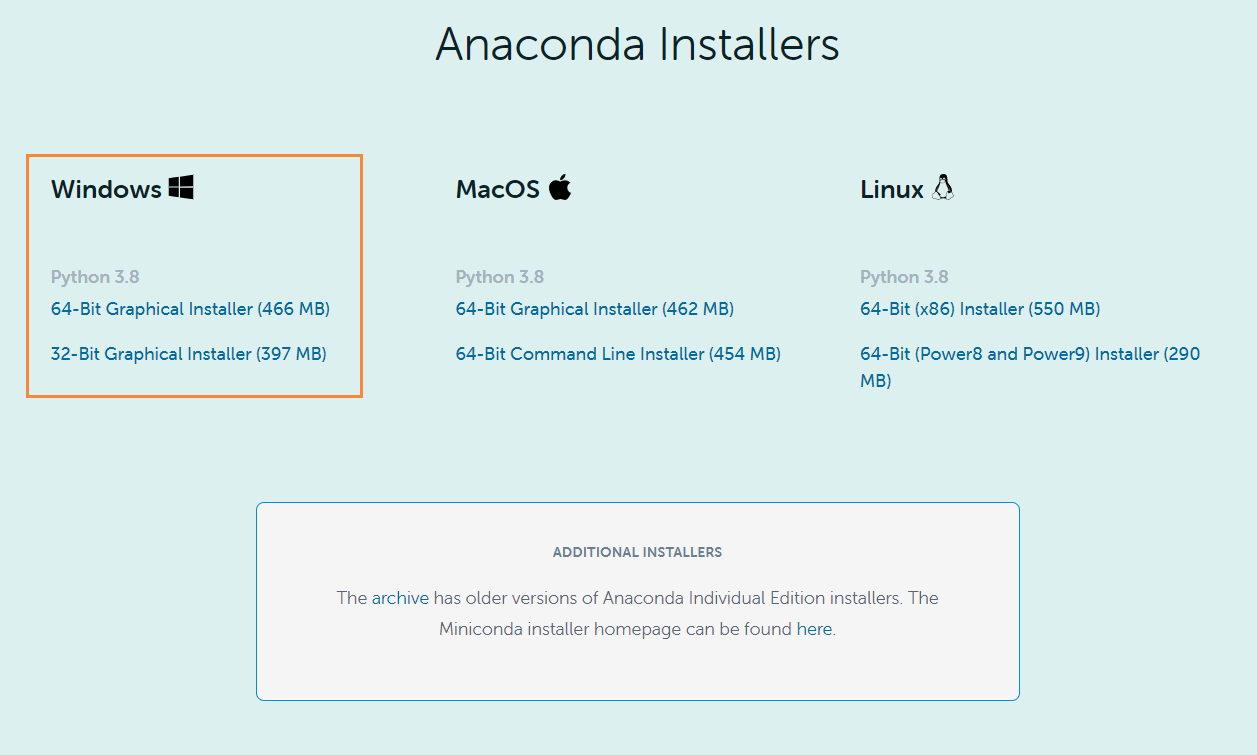 Anaconda Installers
Windows
Python 3.8
64-Bit Graphical Installer (466 MB)
32-Bit Graphical Installer (397 MB)
MacOS
Python 3.8
64-Bit Graphical Installer (462 MB)
64-Bit Command Line Installer (454 MB)
Linux
Python 3.8
64-Bit (x86) Installer (550 MB)
64-Bit (Power8 and Power9) Installer (290
MB)
ADDITIONAL INSTALLERS
The archive has older versions of Anaconda Individual Edition installers. The
Miniconda installer homepage can be found here.